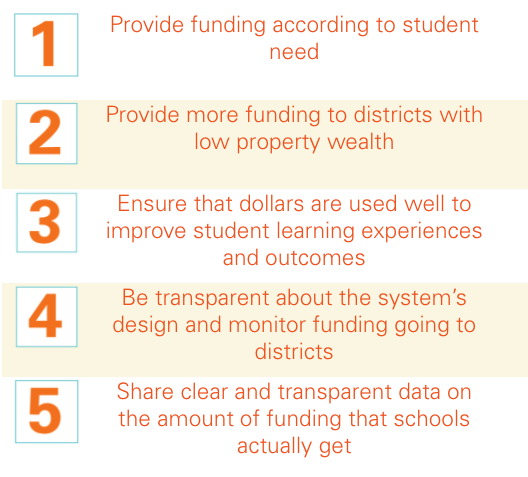 1
Provide funding according to student
need
2
Provide more funding to districts with
low property wealth
3
Ensure that dollars are used well to
improve student learning experiences
and outcomes
4
Be transparent about the system's
design and monitor funding going to
districts
5
Share clear and transparent data on
the amount of funding that schools
actually get